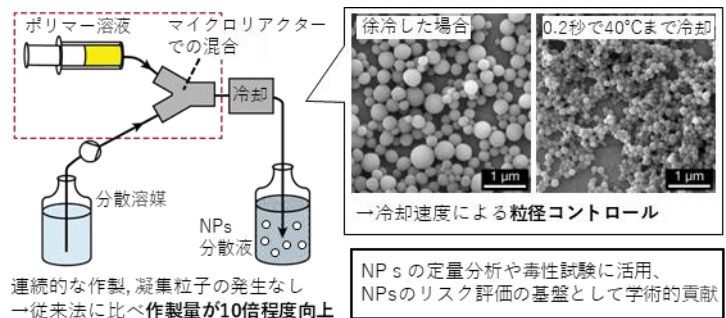 ポリマー溶液
マイクロリアクター
での混合
冷却
分散溶媒
NPs
分散液
連続的な作製, 凝集粒子の発生なし
→従来法に比べ作製量が10倍程度向上
徐冷した場合
0.2秒で40°Cまで冷却
1 μm
1 μm
→冷却速度による粒径コントロール
NPｓの定量分析や毒性試験に活用、
NPsのリスク評価の基盤として学術的貢献